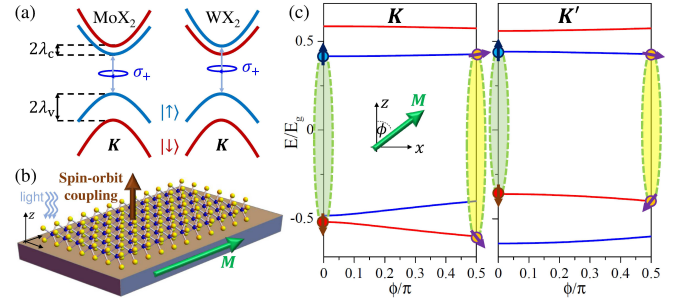 (a)
MoX₂
WX₂
2λc
σ₊
σ₊
2λv
|↑⟩
K
|↓⟩
K
(b)
Spin-orbit
coupling
light
z
M
(c)
K
K′
E/Eg
0.5
0
-0.5
z
M
ϕ
x
0 0.1 0.2 0.3 0.4 0.5
0 0.1 0.2 0.3 0.4 0.5
ϕ/π
ϕ/π